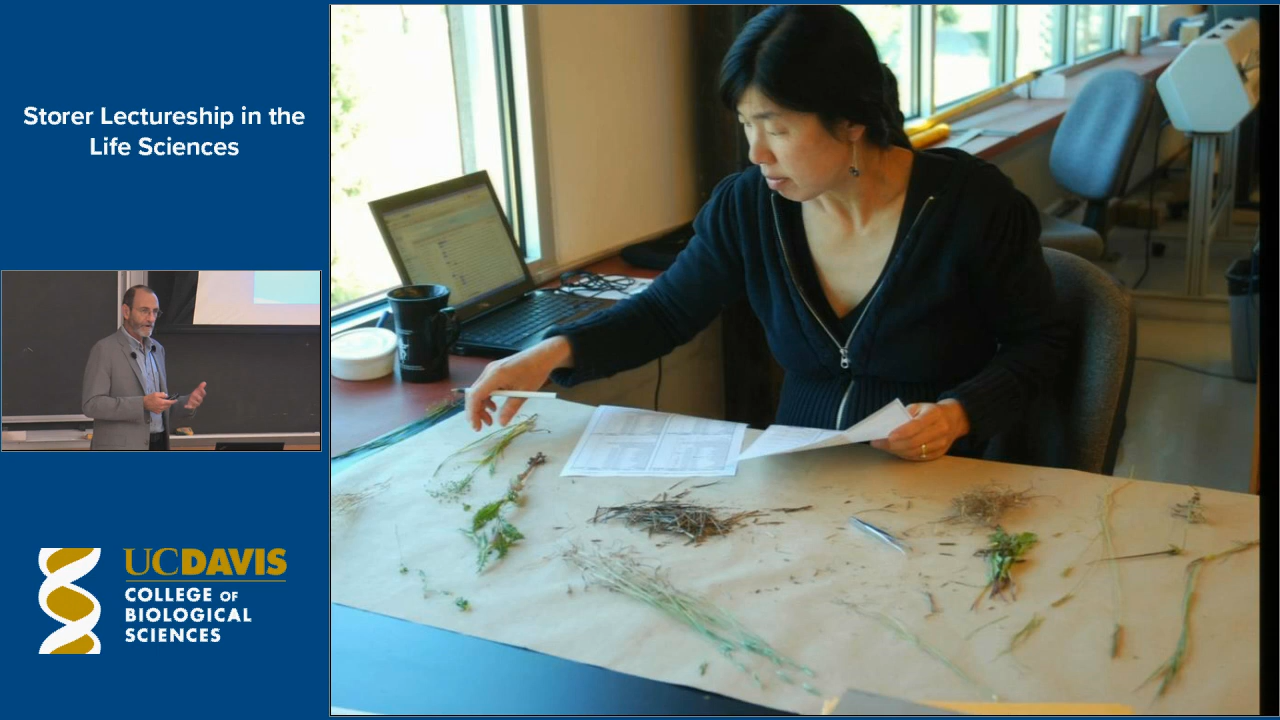 Storer Lectureship in the
Life Sciences
UCDAVIS
COLLEGE OF
BIOLOGICAL
SCIENCES